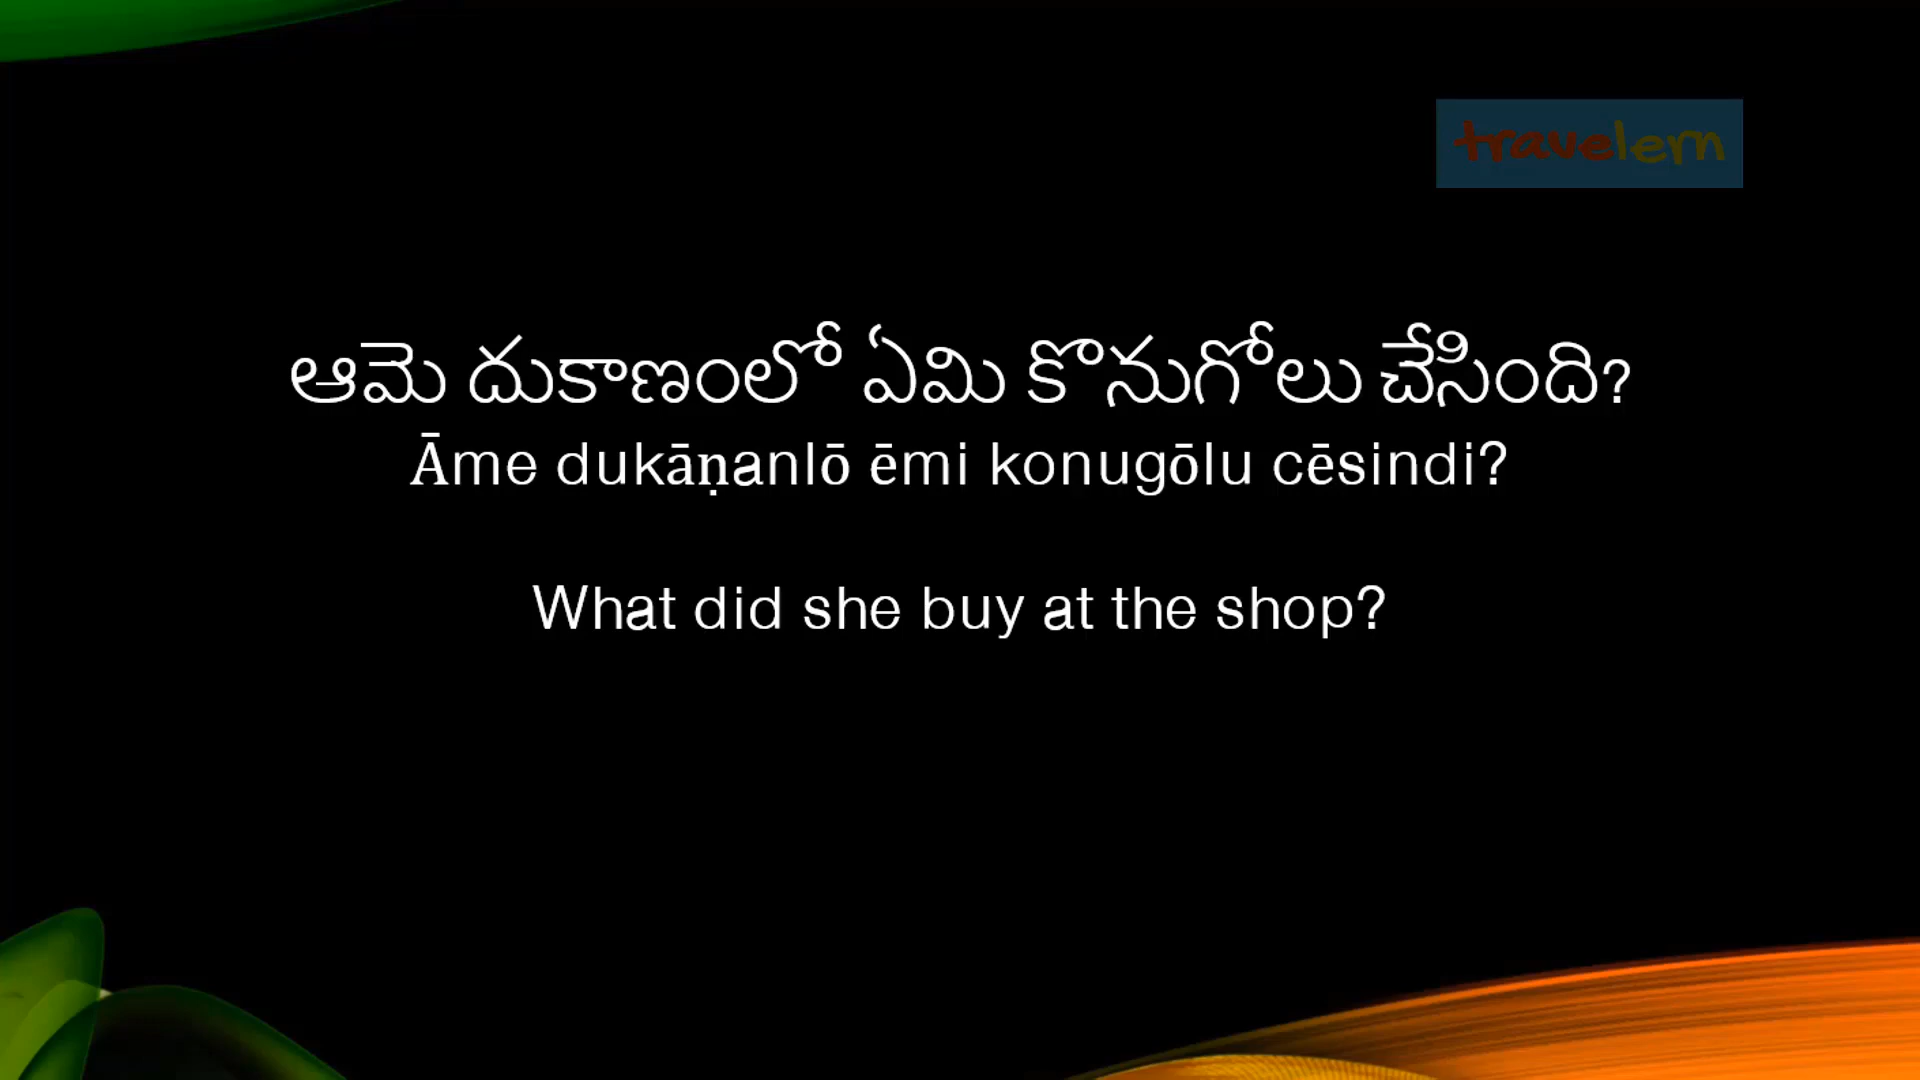 travelern
ఆమె దుకాణంలో ఏమి కొనుగోలు చేసింది?
Āme dukāṇanlō ēmi konugōlu cēsindi?
What did she buy at the shop?